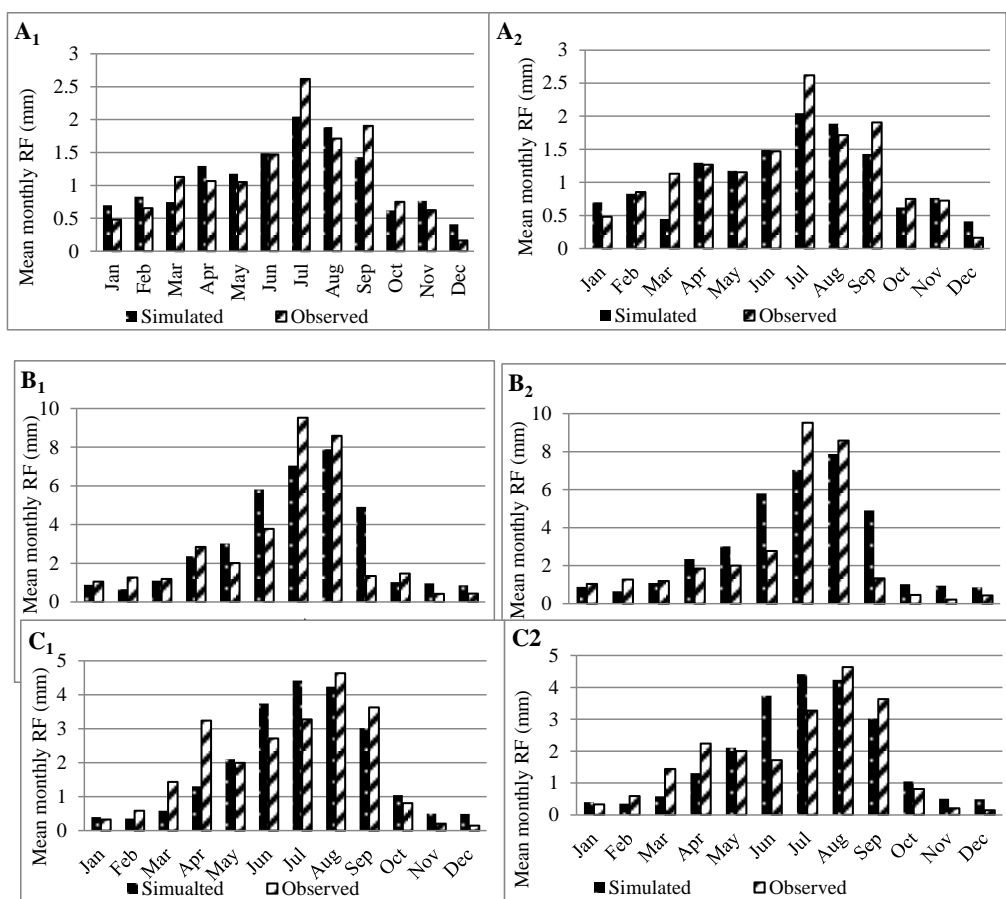 A1
Mean monthly RF (mm)
3
2.5
2
1.5
1
0.5
0
Jan Feb Mar Apr May Jun Jul Aug Sep Oct Nov Dec
Simulated Observed
A2
Mean monthly RF (mm)
3
2.5
2
1.5
1
0.5
0
Jan Feb Mar Apr May Jun Jul Aug Sep Oct Nov Dec
Simulated Observed
B1
Mean monthly RF (mm)
10
8
6
4
2
0
B2
Mean monthly RF (mm)
10
8
6
4
2
0
C1
Mean monthly RF (mm)
5
4
3
2
1
0
Jan Feb Mar Apr May Jun Jul Aug Sep Oct Nov Dec
Simualted Observed
C2
Mean monthly RF (mm)
5
4
3
2
1
0
Jan Feb Mar Apr May Jun Jul Aug Sep Oct Nov Dec
Simulated Observed